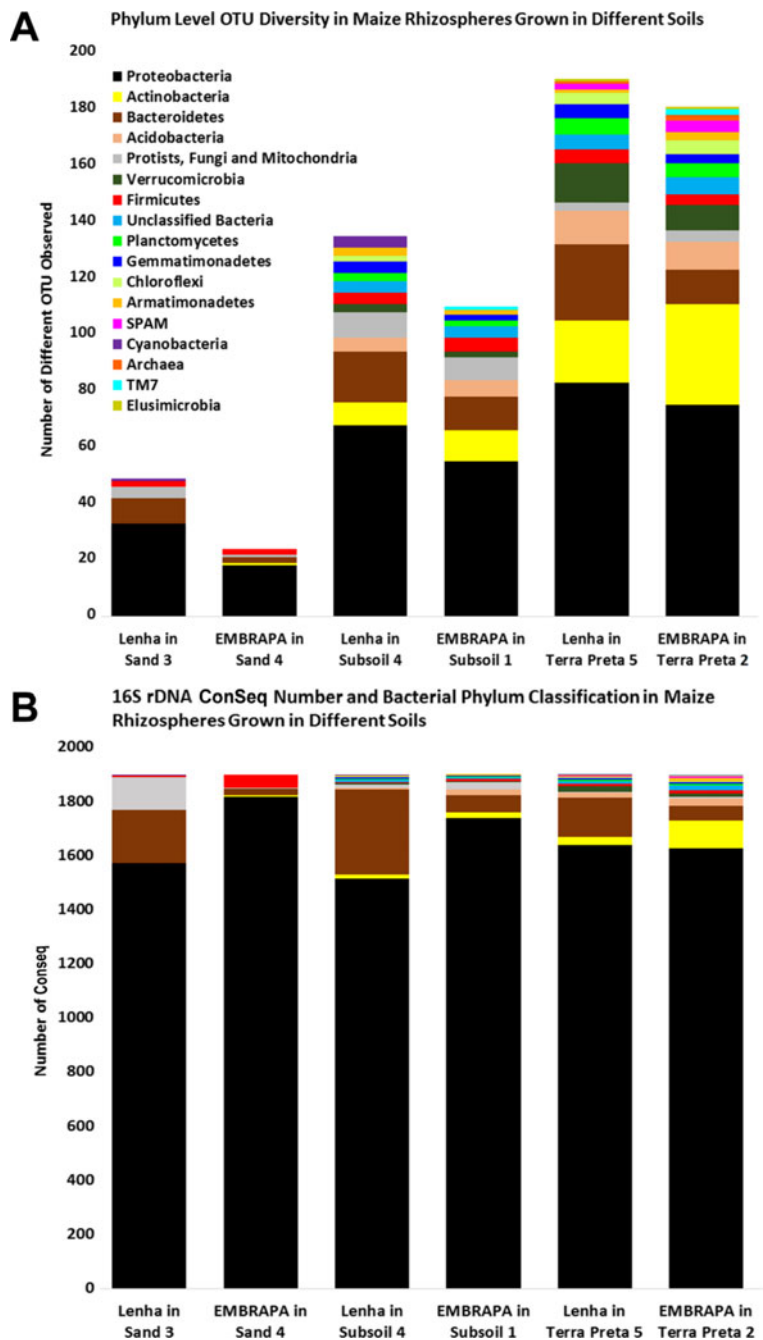 A
Phylum Level OTU Diversity in Maize Rhizospheres Grown in Different Soils
Number of Different OTU Observed
200
180
160
140
120
100
80
60
40
20
0
Proteobacteria
Actinobacteria
Bacteroidetes
Acidobacteria
Protists, Fungi and Mitochondria
Verrucomicrobia
Firmicutes
Unclassified Bacteria
Planctomycetes
Gemmatimonadetes
Chloroflexi
Armatimonadetes
SPAM
Cyanobacteria
Archaea
TM7
Elusimicrobia
Lenha in
Sand 3
EMBRAPA in
Sand 4
Lenha in
Subsoil 4
EMBRAPA in
Subsoil 1
Lenha in
Terra Preta 5
EMBRAPA in
Terra Preta 2
B
16S rDNA ConSeq Number and Bacterial Phylum Classification in Maize
Rhizospheres Grown in Different Soils
Number of Conseq
2000
1800
1600
1400
1200
1000
800
600
400
200
0
Lenha in
Sand 3
EMBRAPA in
Sand 4
Lenha in
Subsoil 4
EMBRAPA in
Subsoil 1
Lenha in
Terra Preta 5
EMBRAPA in
Terra Preta 2